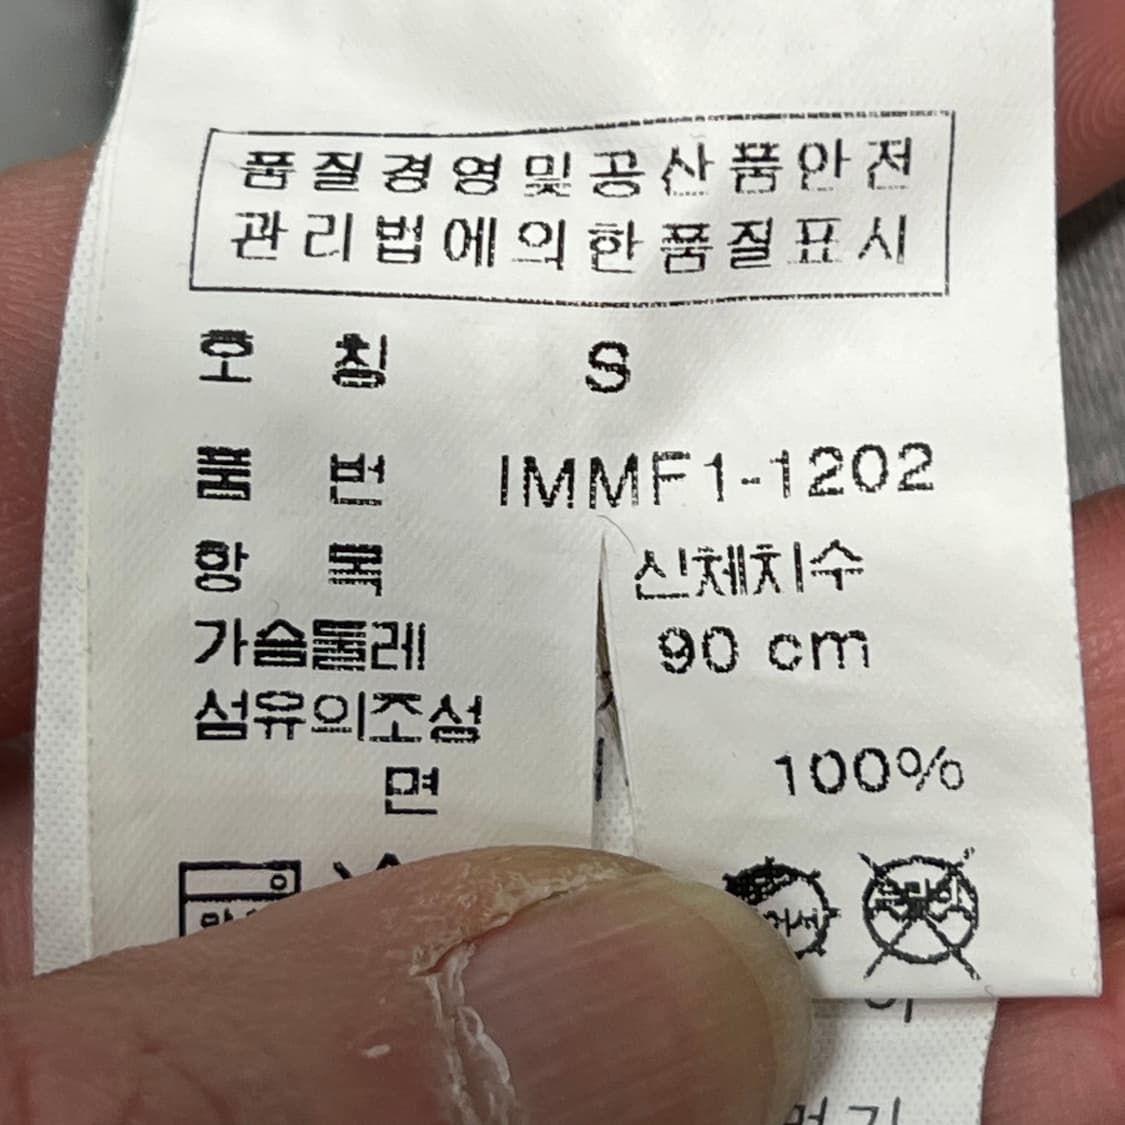 품질경영및공산품안전
관리법에의한품질표시
호 칭 S
품 번 IMMF1-1202
항 목 신체치수
가슴둘레 90 cm
섬유의조성
면 100%